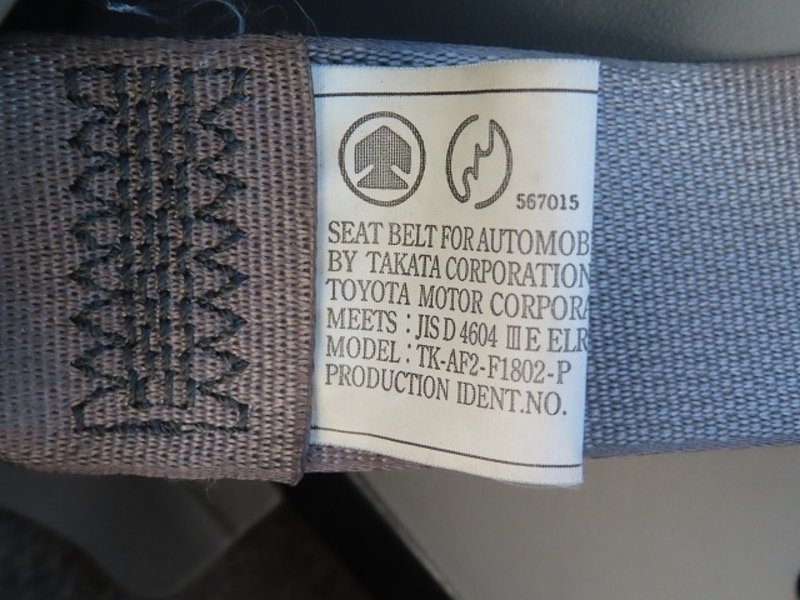 567015
SEAT BELT FOR AUTOMOB
BY TAKATA CORPORATION
TOYOTA MOTOR CORPORA
MEETS : JIS D 4604 III E ELR
MODEL : TK-AF2-F1802-P
PRODUCTION IDENT.NO.